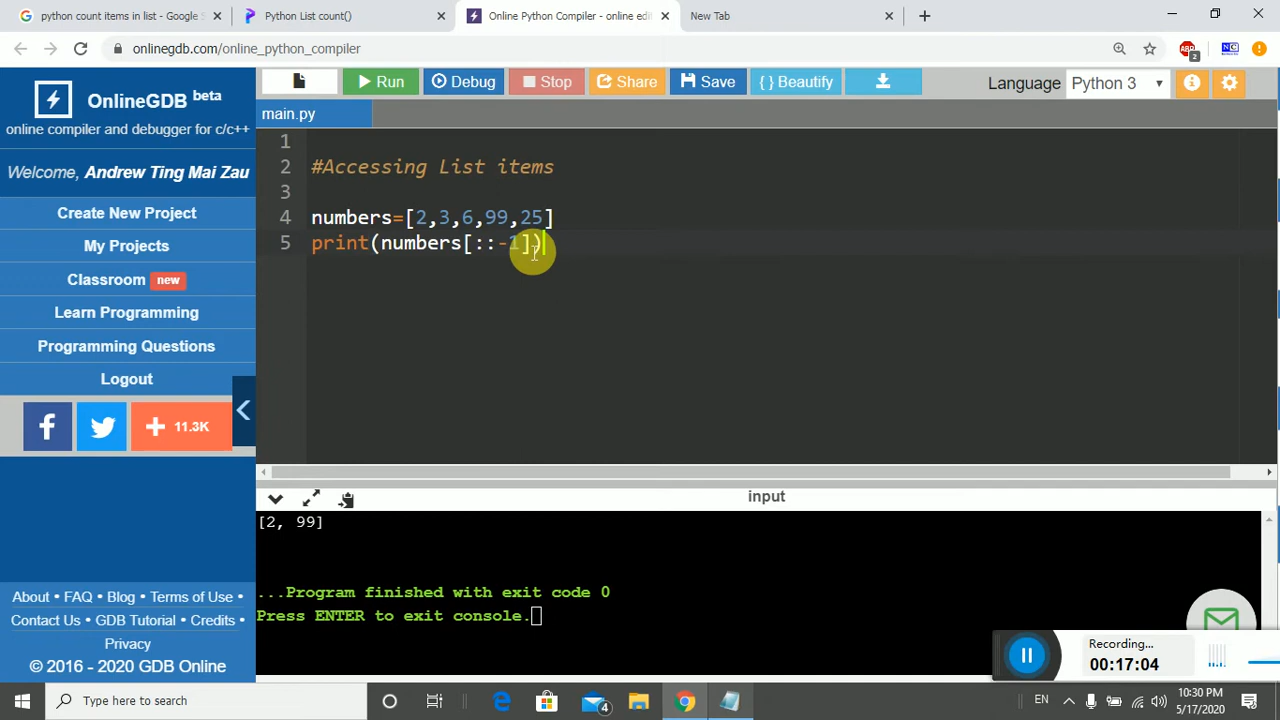 python count items in list - Google S
Python List count()
Online Python Compiler - online edi
New Tab
onlinegdb.com/online_python_compiler
ABP
2
NC
OnlineGDB beta
online compiler and debugger for c/c++
Welcome, Andrew Ting Mai Zau
Create New Project
My Projects
Classroom new
Learn Programming
Programming Questions
Logout
11.3K
About • FAQ • Blog • Terms of Use •
Contact Us • GDB Tutorial • Credits •
Privacy
© 2016 - 2020 GDB Online
Run
Debug
Stop
Share
Save
{ } Beautify
Language Python 3
main.py
1
2 #Accessing List items
3
4 numbers=[2,3,6,99,25]
5 print(numbers[::-1])
input
[2, 99]
...Program finished with exit code 0
Press ENTER to exit console.
Recording...
00:17:04
Type here to search
4
EN
10:30 PM
5/17/2020